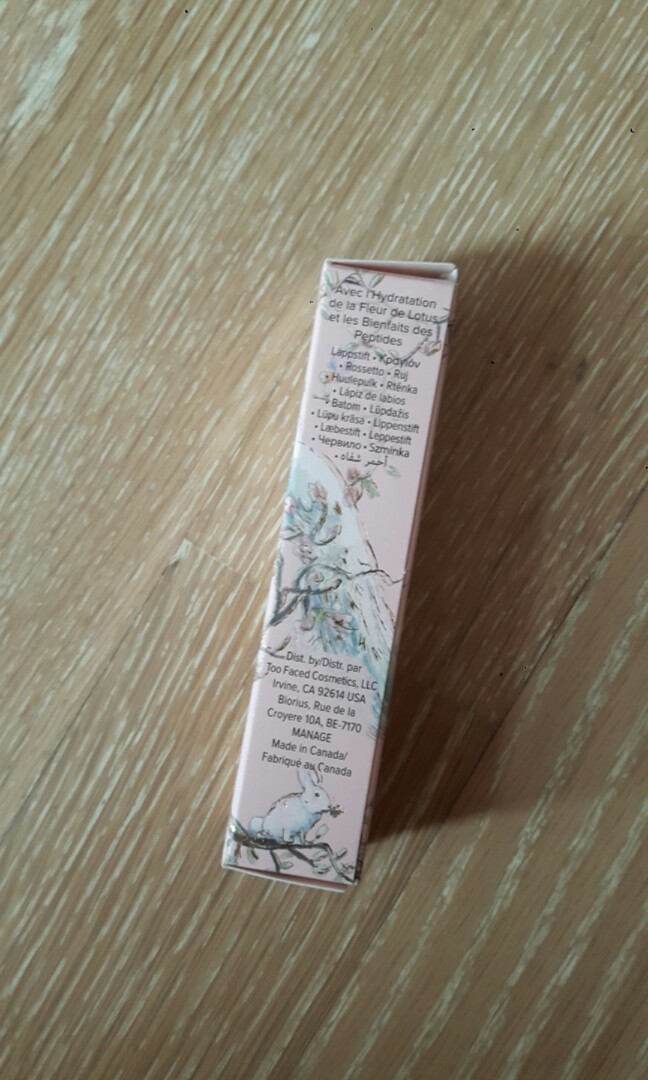 Avec l'Hydratation
de la Fleur de Lotus
et les Bienfaits des
Peptides
Läppstift • Κραγιόν
• Rossetto • Ruj
• Huulepulk • Rtěnka
• Lápiz de labios
• Batom • Lūpdažis
• Lūpu krāsa • Lippenstift
• Læbestift • Leppestift
• Червило • Szminka
• أحمر شفاه
Dist. by/Distr. par
Too Faced Cosmetics, LLC
Irvine, CA 92614 USA
Biorius, Rue de la
Croyere 10A, BE-7170
MANAGE
Made in Canada/
Fabriqué au Canada